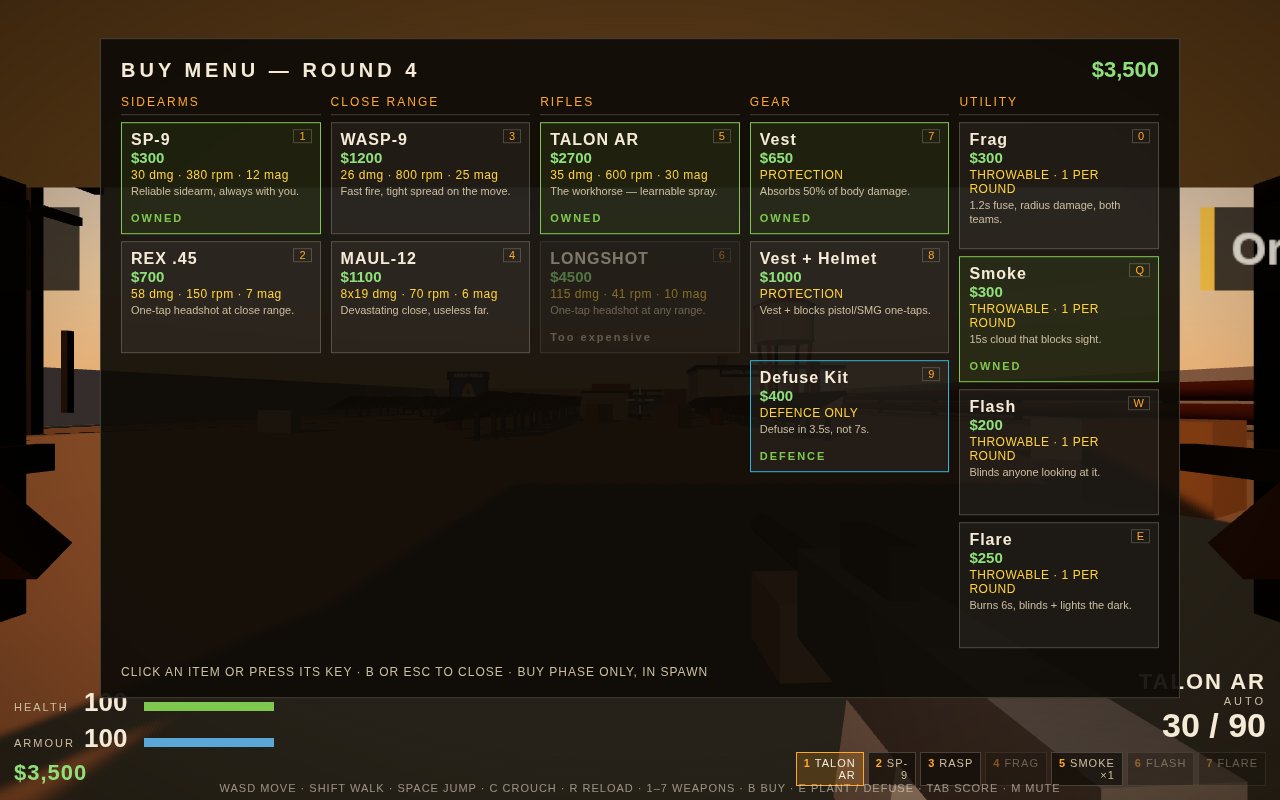 BUY MENU — ROUND 4
$3,500
SIDEARMS
SP-9
1
$300
30 dmg · 380 rpm · 12 mag
Reliable sidearm, always with you.
OWNED
REX .45
2
$700
58 dmg · 150 rpm · 7 mag
One-tap headshot at close range.
CLOSE RANGE
WASP-9
3
$1200
26 dmg · 800 rpm · 25 mag
Fast fire, tight spread on the move.
MAUL-12
4
$1100
8x19 dmg · 70 rpm · 6 mag
Devastating close, useless far.
RIFLES
TALON AR
5
$2700
35 dmg · 600 rpm · 30 mag
The workhorse — learnable spray.
OWNED
LONGSHOT
6
$4500
115 dmg · 41 rpm · 10 mag
One-tap headshot at any range.
Too expensive
GEAR
Vest
7
$650
PROTECTION
Absorbs 50% of body damage.
OWNED
Vest + Helmet
8
$1000
PROTECTION
Vest + blocks pistol/SMG one-taps.
Defuse Kit
9
$400
DEFENCE ONLY
Defuse in 3.5s, not 7s.
DEFENCE
UTILITY
Frag
0
$300
THROWABLE · 1 PER
ROUND
1.2s fuse, radius damage, both
teams.
Smoke
Q
$300
THROWABLE · 1 PER
ROUND
15s cloud that blocks sight.
OWNED
Flash
W
$200
THROWABLE · 1 PER
ROUND
Blinds anyone looking at it.
Flare
E
$250
THROWABLE · 1 PER
ROUND
Burns 6s, blinds + lights the dark.
CLICK AN ITEM OR PRESS ITS KEY · B OR ESC TO CLOSE · BUY PHASE ONLY, IN SPAWN
HEALTH 100
ARMOUR 100
$3,500
TALON AR
AUTO
30 / 90
1 TALON
AR
2 SP-
9
3 RASP
4 FRAG
5 SMOKE
×1
6 FLASH
7 FLARE
WASD MOVE · SHIFT WALK · SPACE JUMP · C CROUCH · R RELOAD · 1–7 WEAPONS · B BUY · E PLANT / DEFUSE · TAB SCORE · M MUTE